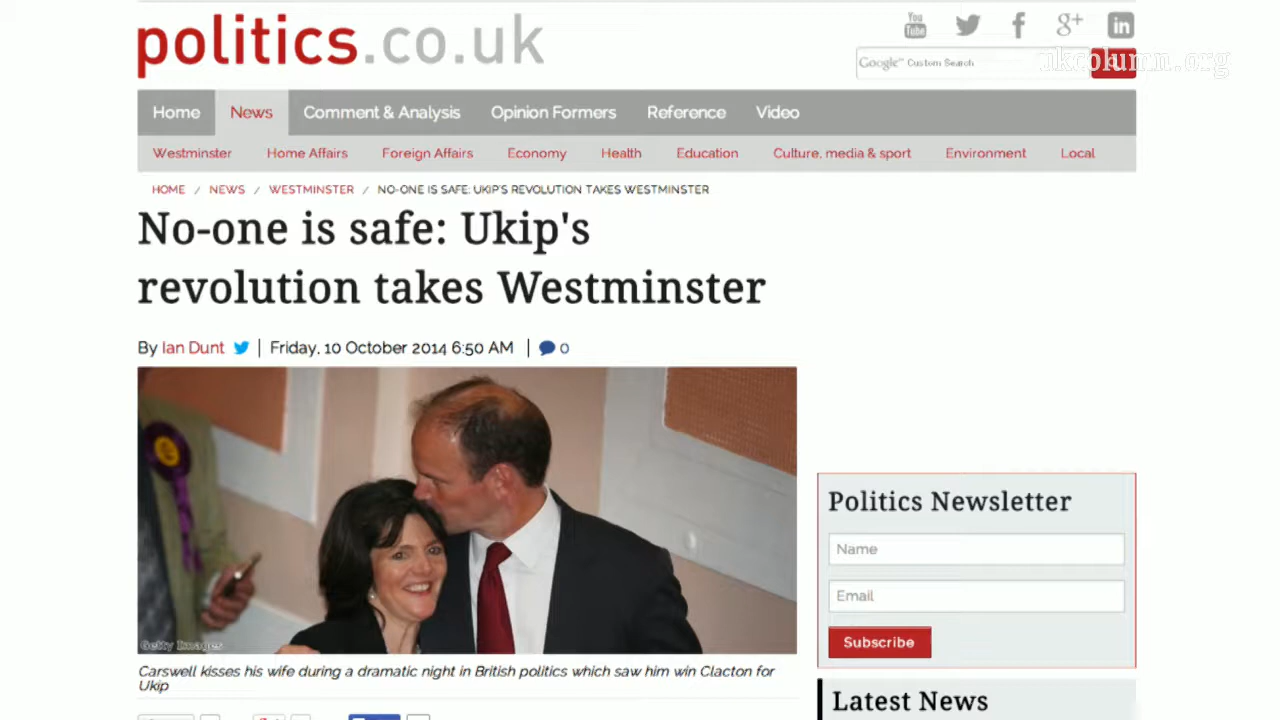 politics.co.uk
You Tube
g+
in
Google™ Custom Search
ukcolumn.org
Home News Comment & Analysis Opinion Formers Reference Video
Westminster Home Affairs Foreign Affairs Economy Health Education Culture, media & sport Environment Local
HOME / NEWS / WESTMINSTER / NO-ONE IS SAFE: UKIP'S REVOLUTION TAKES WESTMINSTER
No-one is safe: Ukip's
revolution takes Westminster
By Ian Dunt | Friday, 10 October 2014 6:50 AM | 0
Getty Images
Carswell kisses his wife during a dramatic night in British politics which saw him win Clacton for
Ukip
Politics Newsletter
Name
Email
Subscribe
Latest News